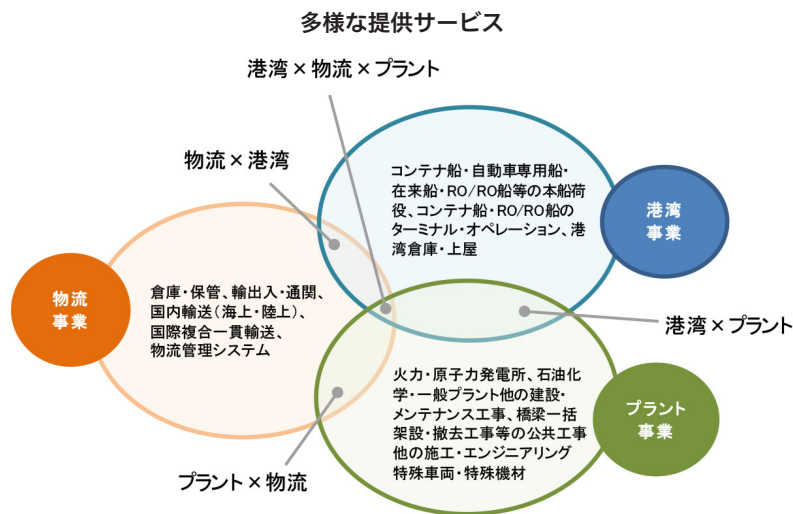 多様な提供サービス
港湾×物流×プラント
物流×港湾
コンテナ船・自動車専用船・
在来船・RO/RO船等の本船荷
役、コンテナ船・RO/RO船の
ターミナル・オペレーション、港
湾倉庫・上屋
港湾
事業
物流
事業
倉庫・保管、輸出入・通関、
国内輸送（海上・陸上）、
国際複合一貫輸送、
物流管理システム
港湾×プラント
火力・原子力発電所、石油化
学・一般プラント他の建設・
メンテナンス工事、橋梁一括
架設・撤去工事等の公共工事
他の施工・エンジニアリング
特殊車両・特殊機材
プラント
事業
プラント×物流